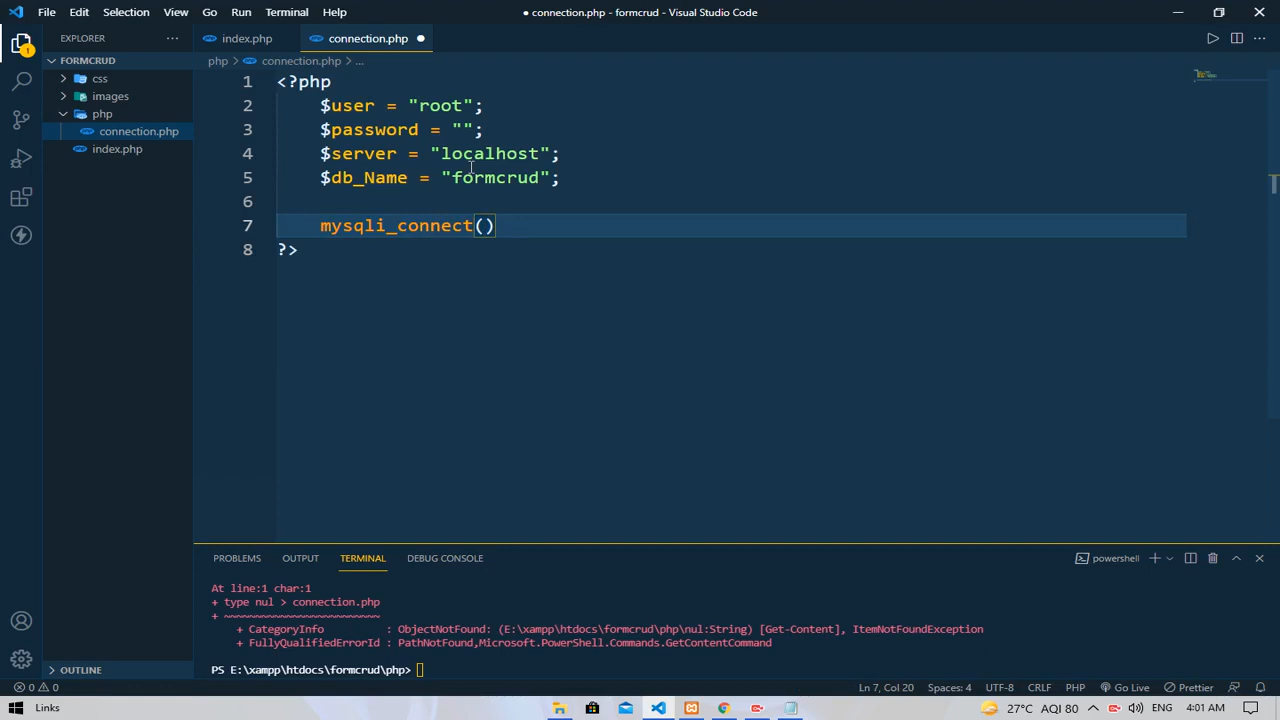 File Edit Selection View Go Run Terminal Help
● connection.php - formcrud - Visual Studio Code
EXPLORER
index.php
connection.php
FORMCRUD
css
images
php
connection.php
index.php
OUTLINE
php > connection.php > ...
1 <?php
2 $user = "root";
3 $password = "";
4 $server = "localhost";
5 $db_Name = "formcrud";
6
7 mysqli_connect()
8 ?>
PROBLEMS OUTPUT TERMINAL DEBUG CONSOLE
powershell
At line:1 char:1
+ type nul > connection.php
+ ~~~~~~~~~~~~~~~~~~~~~~~~
+ CategoryInfo : ObjectNotFound: (E:\xampp\htdocs\formcrud\php\nul:String) [Get-Content], ItemNotFoundException
+ FullyQualifiedErrorId : PathNotFound,Microsoft.PowerShell.Commands.GetContentCommand
PS E:\xampp\htdocs\formcrud\php>
0 0
Ln 7, Col 20 Spaces: 4 UTF-8 CRLF PHP Go Live Prettier
Links
27°C AQI 80 ENG 4:01 AM
1